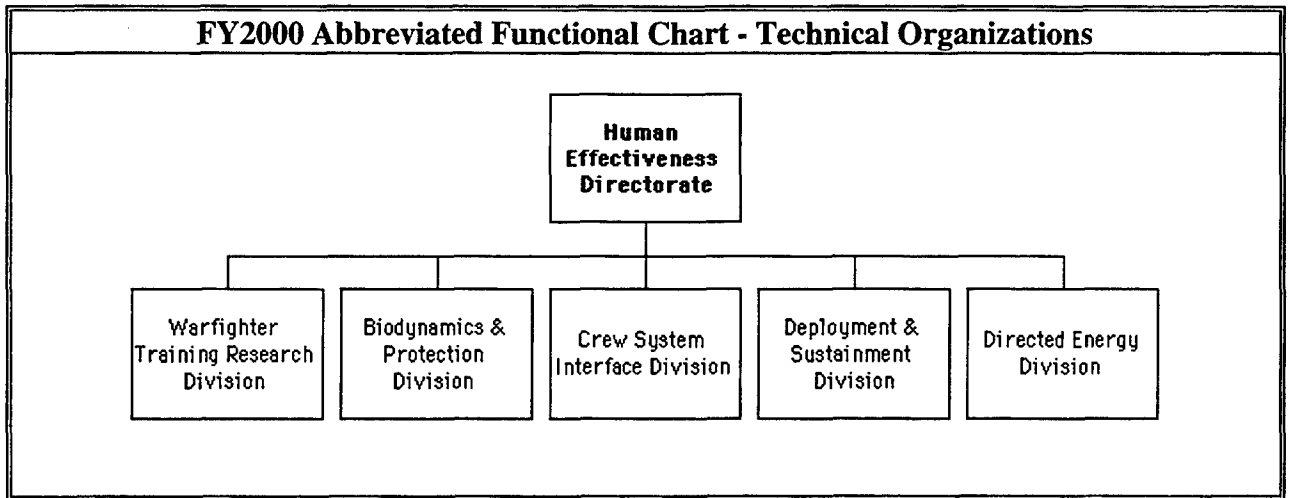 FY2000 Abbreviated Functional Chart - Technical Organizations
Human
Effectiveness
Directorate
Warfighter
Training Research
Division
Biodynamics &
Protection
Division
Crew System
Interface Division
Deployment &
Sustainment
Division
Directed Energy
Division